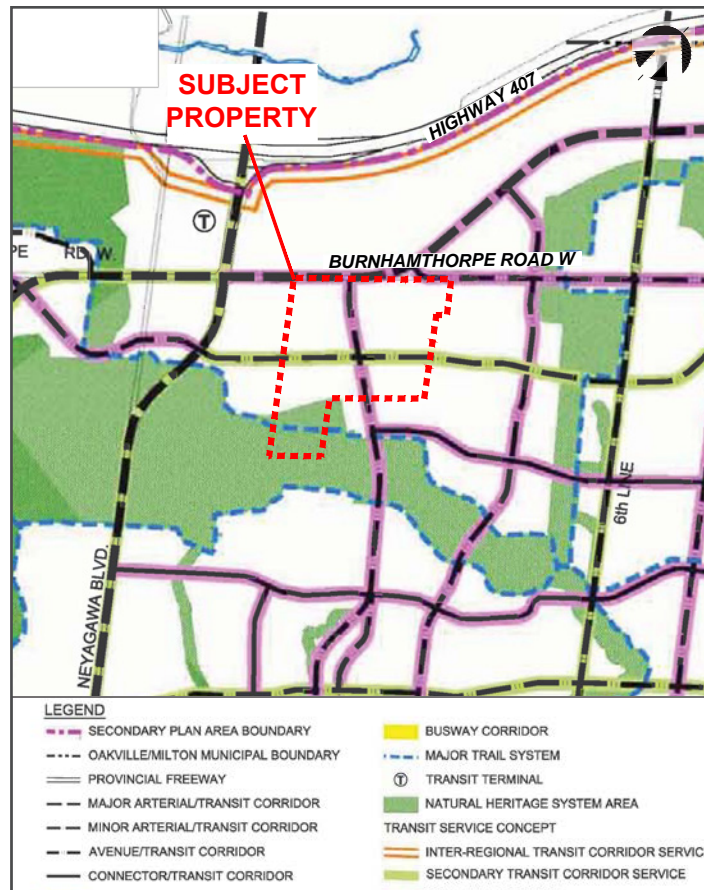 SUBJECT
PROPERTY
HIGHWAY 407
T
PE RD W.
BURNHAMTHORPE ROAD W
NEYAGAWA BLVD.
6th LINE
LEGEND
SECONDARY PLAN AREA BOUNDARY
OAKVILLE/MILTON MUNICIPAL BOUNDARY
PROVINCIAL FREEWAY
MAJOR ARTERIAL/TRANSIT CORRIDOR
MINOR ARTERIAL/TRANSIT CORRIDOR
AVENUE/TRANSIT CORRIDOR
CONNECTOR/TRANSIT CORRIDOR
BUSWAY CORRIDOR
MAJOR TRAIL SYSTEM
T TRANSIT TERMINAL
NATURAL HERITAGE SYSTEM AREA
TRANSIT SERVICE CONCEPT
INTER-REGIONAL TRANSIT CORRIDOR SERVIC
SECONDARY TRANSIT CORRIDOR SERVICE